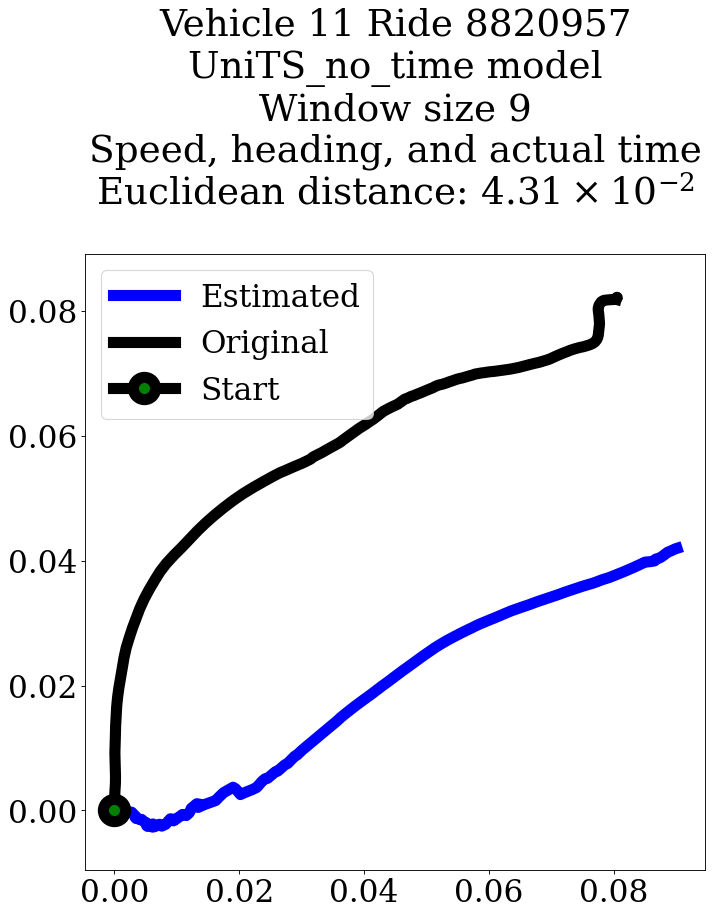 Vehicle 11 Ride 8820957
UniTS_no_time model
Window size 9
Speed, heading, and actual time
Euclidean distance: 4.31 × 10⁻²
Estimated
Original
Start
0.08
0.06
0.04
0.02
0.00
0.00 0.02 0.04 0.06 0.08